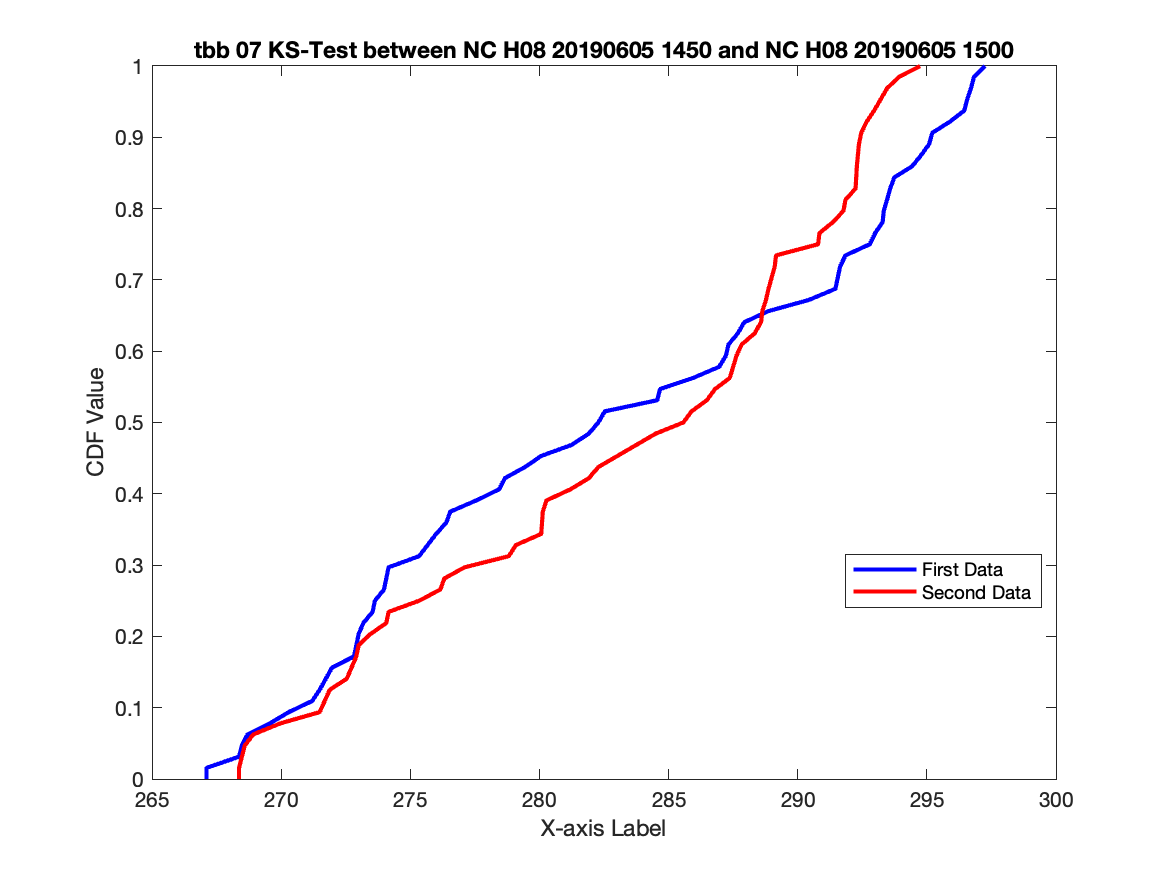 tbb 07 KS-Test between NC H08 20190605 1450 and NC H08 20190605 1500
1
0.9
0.8
0.7
0.6
0.5
0.4
0.3
0.2
0.1
0
CDF Value
First Data
Second Data
265 270 275 280 285 290 295 300
X-axis Label